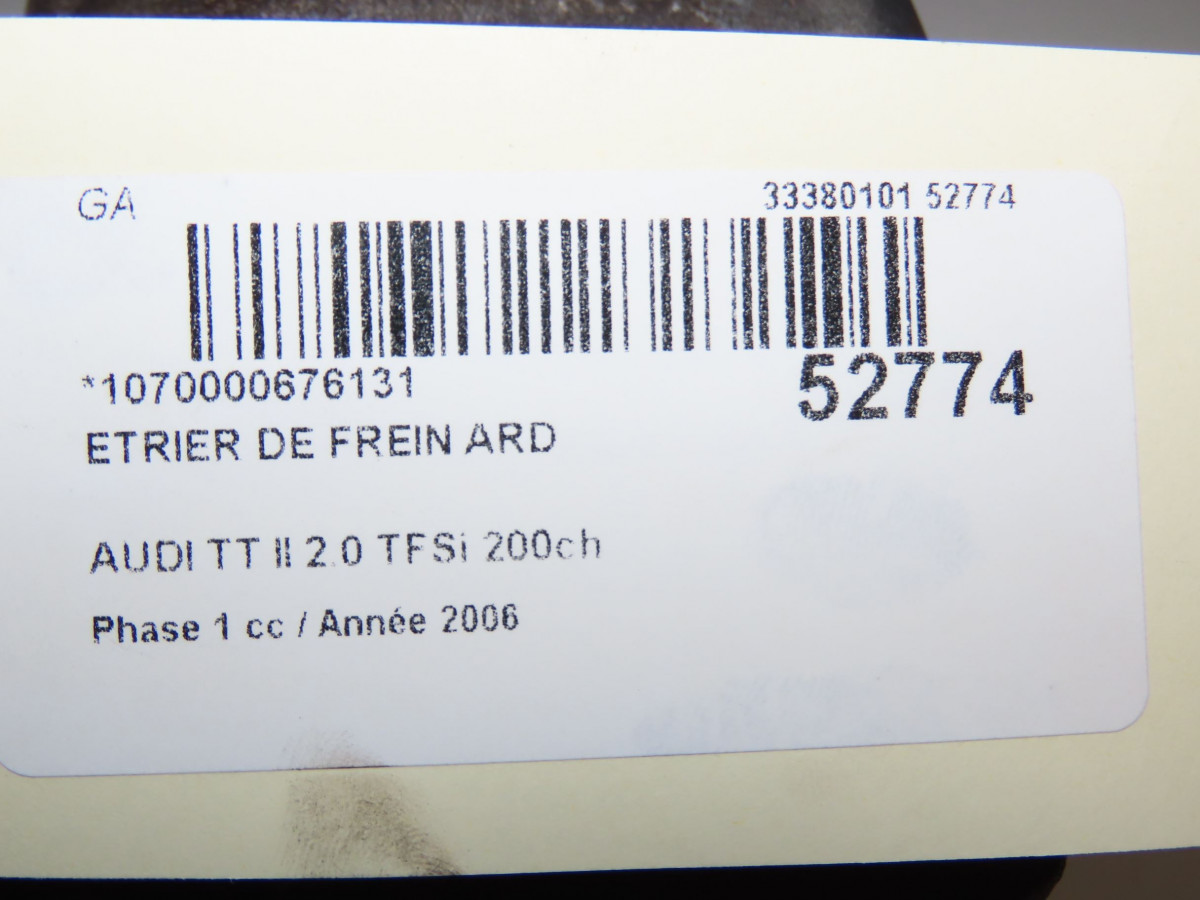 GA
33380101 52774
*1070000676131
52774
ETRIER DE FREIN ARD
AUDI TT II 2.0 TFSi 200ch
Phase 1 cc / Année 2006